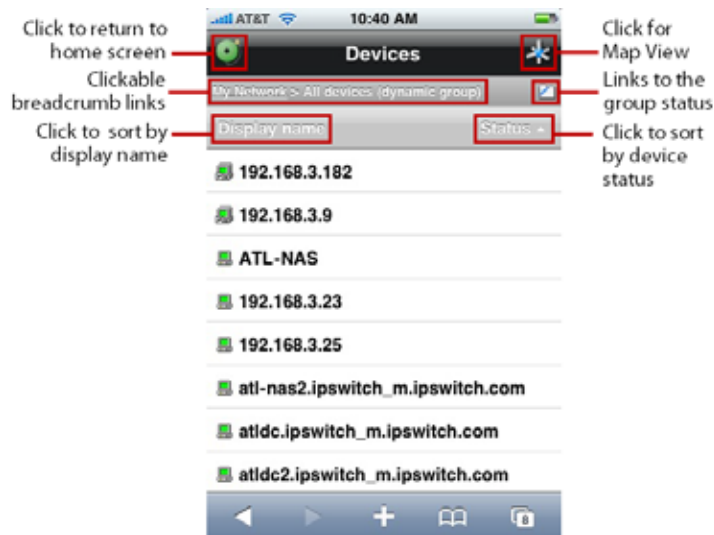 Click to return to
home screen
Clickable
breadcrumb links
Click to sort by
display name
AT&T 10:40 AM
Devices
My Network > All devices (dynamic group)
Display name Status
192.168.3.182
192.168.3.9
ATL-NAS
192.168.3.23
192.168.3.25
atl-nas2.ipswitch_m.ipswitch.com
atldc.ipswitch_m.ipswitch.com
atldc2.ipswitch_m.ipswitch.com
8
Click for
Map View
Links to the
group status
Click to sort
by device
status